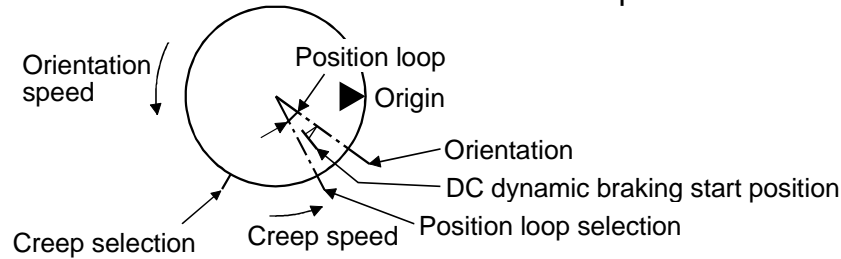 Position loop
Orientation
speed
Origin
Orientation
DC dynamic braking start position
Position loop selection
Creep speed
Creep selection